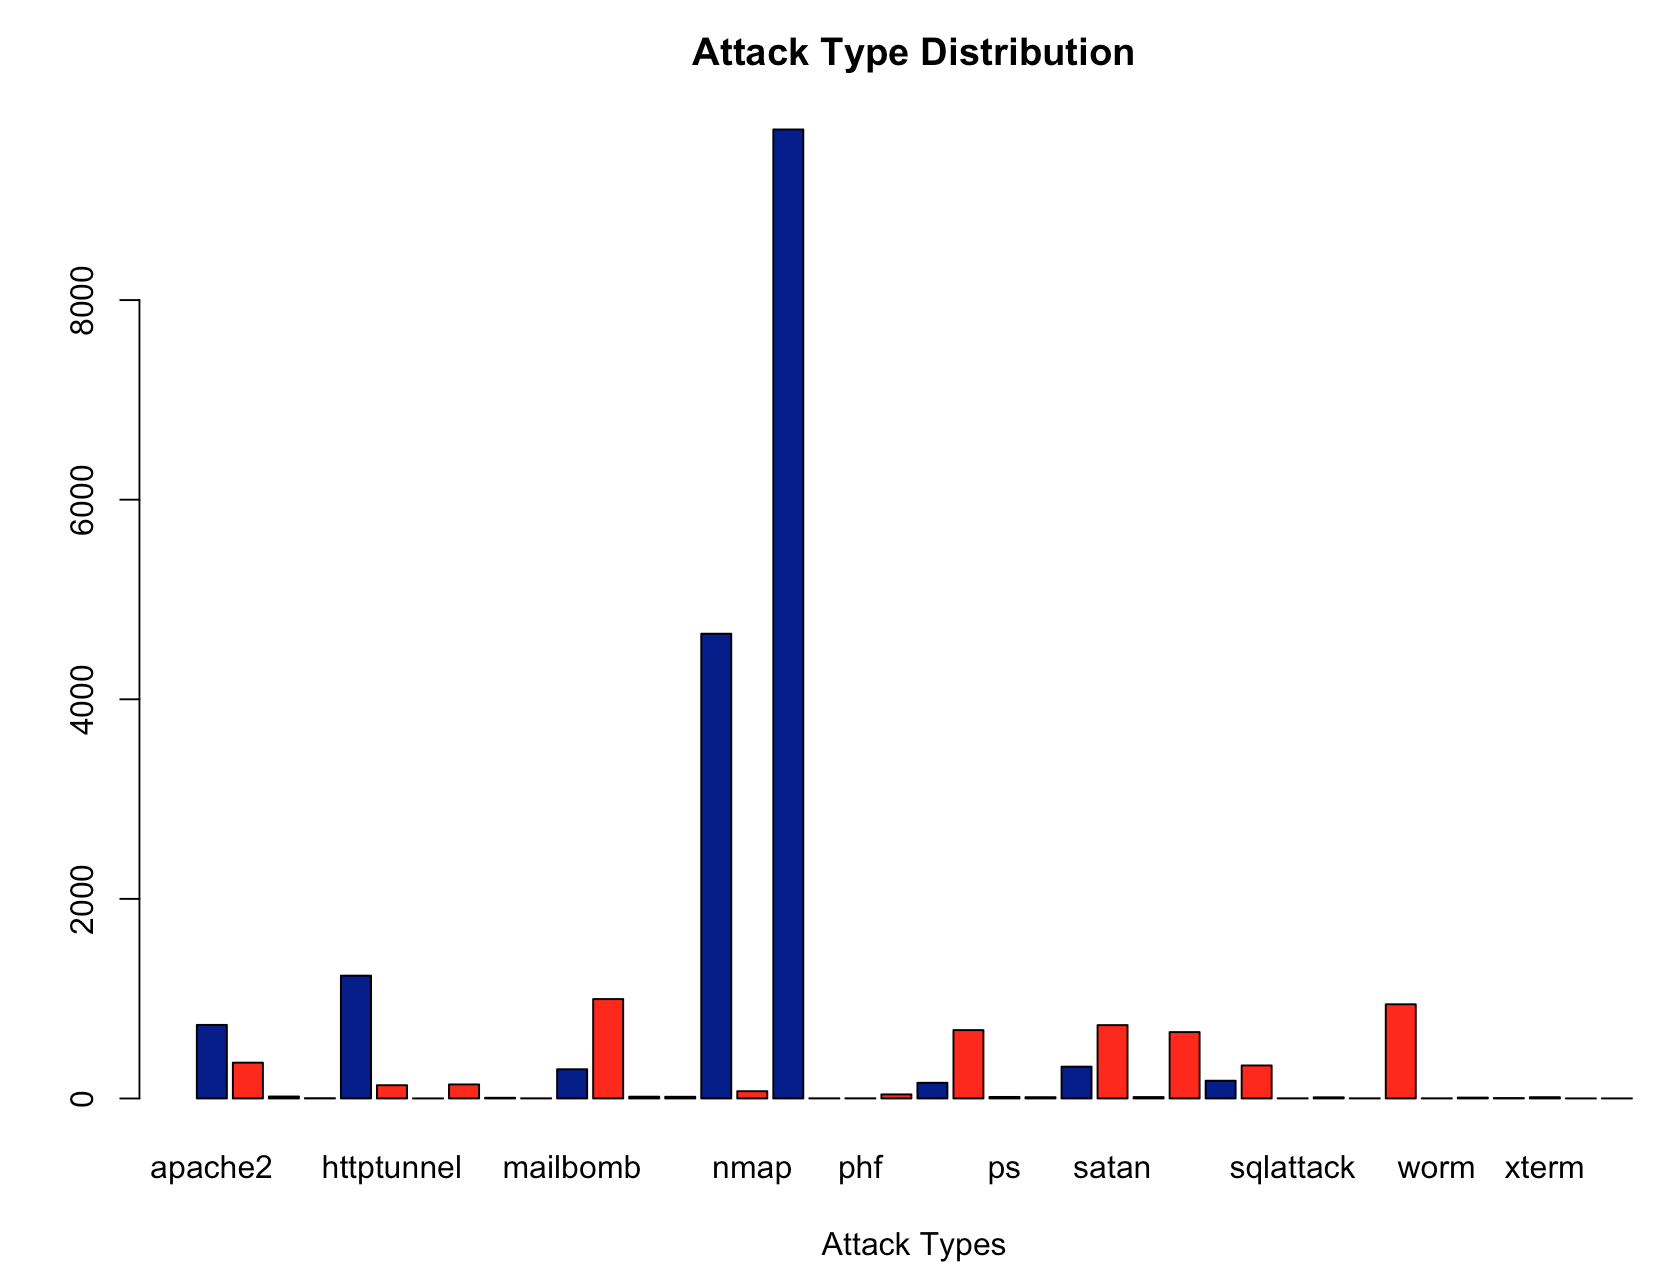 Attack Type Distribution
8000
6000
4000
2000
0
apache2 httptunnel mailbomb nmap phf ps satan sqlattack worm xterm
Attack Types